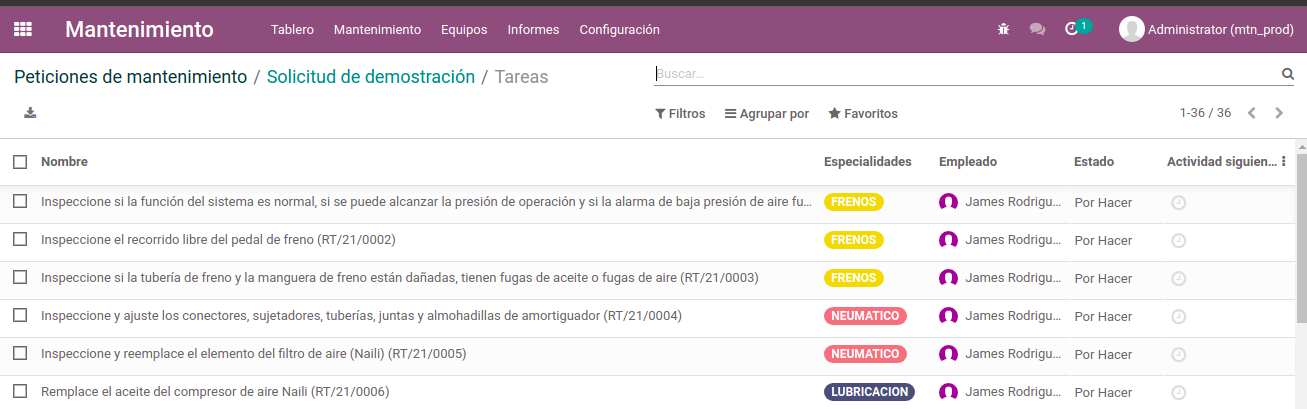 Mantenimiento Tablero Mantenimiento Equipos Informes Configuración 1 Administrator (mtn_prod)
Peticiones de mantenimiento / Solicitud de demostración / Tareas Buscar...
Filtros Agrupar por Favoritos 1-36 / 36
Nombre Especialidades Empleado Estado Actividad siguien...
Inspeccione si la función del sistema es normal, si se puede alcanzar la presión de operación y si la alarma de baja presión de aire fu... FRENOS James Rodrigu... Por Hacer
Inspeccione el recorrido libre del pedal de freno (RT/21/0002) FRENOS James Rodrigu... Por Hacer
Inspeccione si la tubería de freno y la manguera de freno están dañadas, tienen fugas de aceite o fugas de aire (RT/21/0003) FRENOS James Rodrigu... Por Hacer
Inspeccione y ajuste los conectores, sujetadores, tuberías, juntas y almohadillas de amortiguador (RT/21/0004) NEUMATICO James Rodrigu... Por Hacer
Inspeccione y reemplace el elemento del filtro de aire (Naili) (RT/21/0005) NEUMATICO James Rodrigu... Por Hacer
Remplace el aceite del compresor de aire Naili (RT/21/0006) LUBRICACION James Rodrigu... Por Hacer